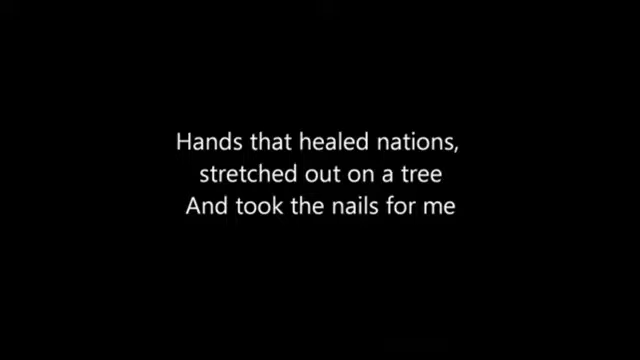 Hands that healed nations,
stretched out on a tree
And took the nails for me